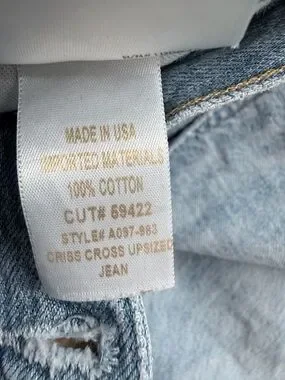 MADE IN USA
IMPORTED MATERIALS
100% COTTON
CUT# 59422
STYLE# A097-983
CRISS CROSS UPSIZED
JEAN